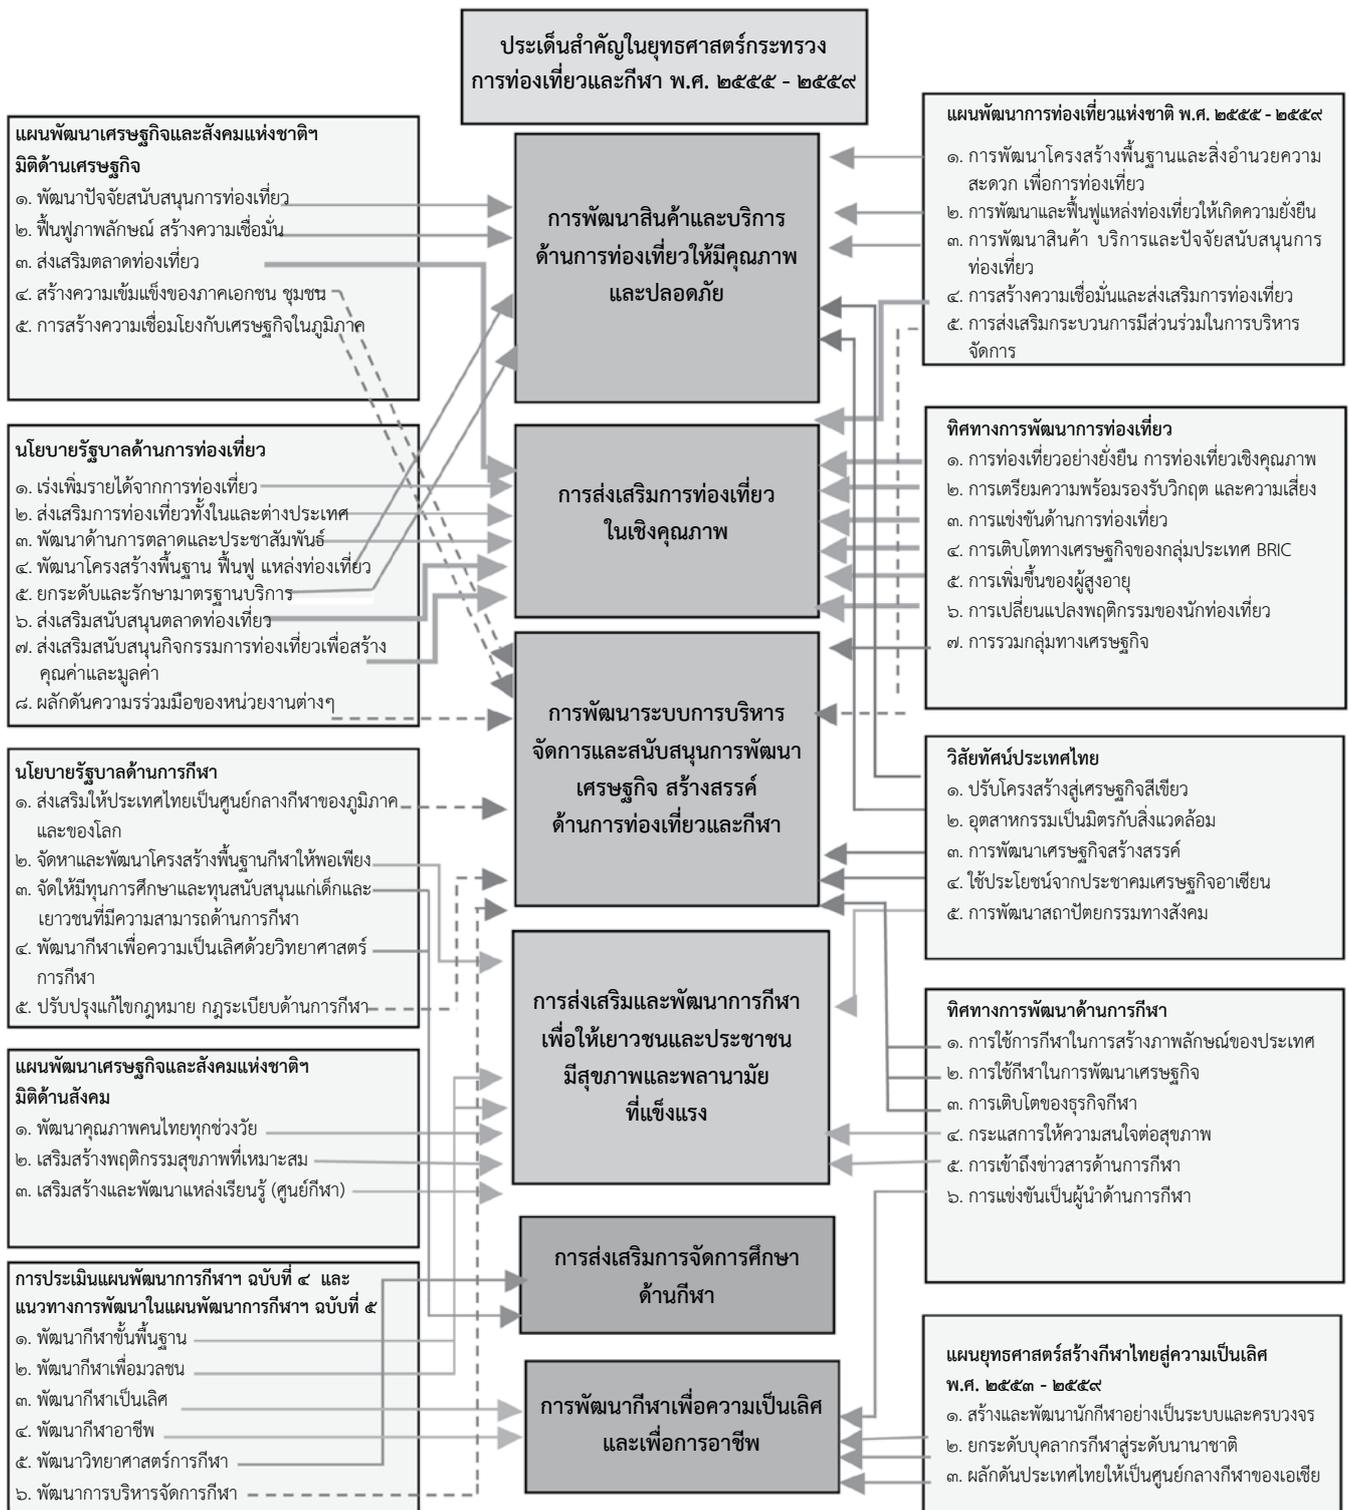 ประเด็นสำคัญในยุทธศาสตร์กระทรวง
การท่องเที่ยวและกีฬา พ.ศ. ๒๕๕๕ - ๒๕๕๙
แผนพัฒนาเศรษฐกิจและสังคมแห่งชาติฯ
มิติด้านเศรษฐกิจ
๑. พัฒนาปัจจัยสนับสนุนการท่องเที่ยว
๒. ฟื้นฟูภาพลักษณ์ สร้างความเชื่อมั่น
๓. ส่งเสริมตลาดท่องเที่ยว
๔. สร้างความเข้มแข็งของภาคเอกชน ชุมชน
๕. การสร้างความเชื่อมโยงกับเศรษฐกิจในภูมิภาค
นโยบายรัฐบาลด้านการท่องเที่ยว
๑. เร่งเพิ่มรายได้จากการท่องเที่ยว
๒. ส่งเสริมการท่องเที่ยวทั้งในและต่างประเทศ
๓. พัฒนาด้านการตลาดและประชาสัมพันธ์
๔. พัฒนาโครงสร้างพื้นฐาน ฟื้นฟู แหล่งท่องเที่ยว
๕. ยกระดับและรักษามาตรฐานบริการ
๖. ส่งเสริมสนับสนุนตลาดท่องเที่ยว
๗. ส่งเสริมสนับสนุนกิจกรรมการท่องเที่ยวเพื่อสร้าง
คุณค่าและมูลค่า
๘. ผลักดันความรร่วมมือของหน่วยงานต่างๆ
นโยบายรัฐบาลด้านการกีฬา
๑. ส่งเสริมให้ประเทศไทยเป็นศูนย์กลางกีฬาของภูมิภาค
และของโลก
๒. จัดหาและพัฒนาโครงสร้างพื้นฐานกีฬาให้พอเพียง
๓. จัดให้มีทุนการศึกษาและทุนสนับสนุนแก่เด็กและ
เยาวชนที่มีความสามารถด้านการกีฬา
๔. พัฒนากีฬาเพื่อความเป็นเลิศด้วยวิทยาศาสตร์
การกีฬา
๕. ปรับปรุงแก้ไขกฎหมาย กฎระเบียบด้านการกีฬา
แผนพัฒนาเศรษฐกิจและสังคมแห่งชาติฯ
มิติด้านสังคม
๑. พัฒนาคุณภาพคนไทยทุกช่วงวัย
๒. เสริมสร้างพฤติกรรมสุขภาพที่เหมาะสม
๓. เสริมสร้างและพัฒนาแหล่งเรียนรู้ (ศูนย์กีฬา)
การประเมินแผนพัฒนาการกีฬาฯ ฉบับที่ ๔ และ
แนวทางการพัฒนาในแผนพัฒนาการกีฬาฯ ฉบับที่ ๕
๑. พัฒนากีฬาขั้นพื้นฐาน
๒. พัฒนากีฬาเพื่อมวลชน
๓. พัฒนากีฬาเป็นเลิศ
๔. พัฒนากีฬาอาชีพ
๕. พัฒนาวิทยาศาสตร์การกีฬา
๖. พัฒนาการบริหารจัดการกีฬา
การพัฒนาสินค้าและบริการ
ด้านการท่องเที่ยวให้มีคุณภาพ
และปลอดภัย
การส่งเสริมการท่องเที่ยว
ในเชิงคุณภาพ
การพัฒนาระบบการบริหาร
จัดการและสนับสนุนการพัฒนา
เศรษฐกิจ สร้างสรรค์
ด้านการท่องเที่ยวและกีฬา
การส่งเสริมและพัฒนาการกีฬา
เพื่อให้เยาวชนและประชาชน
มีสุขภาพและพลานามัย
ที่แข็งแรง
การส่งเสริมการจัดการศึกษา
ด้านกีฬา
การพัฒนากีฬาเพื่อความเป็นเลิศ
และเพื่อการอาชีพ
แผนพัฒนาการท่องเที่ยวแห่งชาติ พ.ศ. ๒๕๕๕ - ๒๕๕๙
๑. การพัฒนาโครงสร้างพื้นฐานและสิ่งอำนวยความ
สะดวก เพื่อการท่องเที่ยว
๒. การพัฒนาและฟื้นฟูแหล่งท่องเที่ยวให้เกิดความยั่งยืน
๓. การพัฒนาสินค้า บริการและปัจจัยสนับสนุนการ
ท่องเที่ยว
๔. การสร้างความเชื่อมั่นและส่งเสริมการท่องเที่ยว
๕. การส่งเสริมกระบวนการมีส่วนร่วมในการบริหาร
จัดการ
ทิศทางการพัฒนาการท่องเที่ยว
๑. การท่องเที่ยวอย่างยั่งยืน การท่องเที่ยวเชิงคุณภาพ
๒. การเตรียมความพร้อมรองรับวิกฤต และความเสี่ยง
๓. การแข่งขันด้านการท่องเที่ยว
๔. การเติบโตทางเศรษฐกิจของกลุ่มประเทศ BRIC
๕. การเพิ่มขึ้นของผู้สูงอายุ
๖. การเปลี่ยนแปลงพฤติกรรมของนักท่องเที่ยว
๗. การรวมกลุ่มทางเศรษฐกิจ
วิสัยทัศน์ประเทศไทย
๑. ปรับโครงสร้างสู่เศรษฐกิจสีเขียว
๒. อุตสาหกรรมเป็นมิตรกับสิ่งแวดล้อม
๓. การพัฒนาเศรษฐกิจสร้างสรรค์
๔. ใช้ประโยชน์จากประชาคมเศรษฐกิจอาเซียน
๕. การพัฒนาสถาปัตยกรรมทางสังคม
ทิศทางการพัฒนาด้านการกีฬา
๑. การใช้การกีฬาในการสร้างภาพลักษณ์ของประเทศ
๒. การใช้กีฬาในการพัฒนาเศรษฐกิจ
๓. การเติบโตของธุรกิจกีฬา
๔. กระแสการให้ความสนใจต่อสุขภาพ
๕. การเข้าถึงข่าวสารด้านการกีฬา
๖. การแข่งขันเป็นผู้นำด้านการกีฬา
แผนยุทธศาสตร์สร้างกีฬาไทยสู่ความเป็นเลิศ
พ.ศ. ๒๕๕๓ - ๒๕๕๙
๑. สร้างและพัฒนานักกีฬาอย่างเป็นระบบและครบวงจร
๒. ยกระดับบุคลากรกีฬาสู่ระดับนานาชาติ
๓. ผลักดันประเทศไทยให้เป็นศูนย์กลางกีฬาของเอเชีย